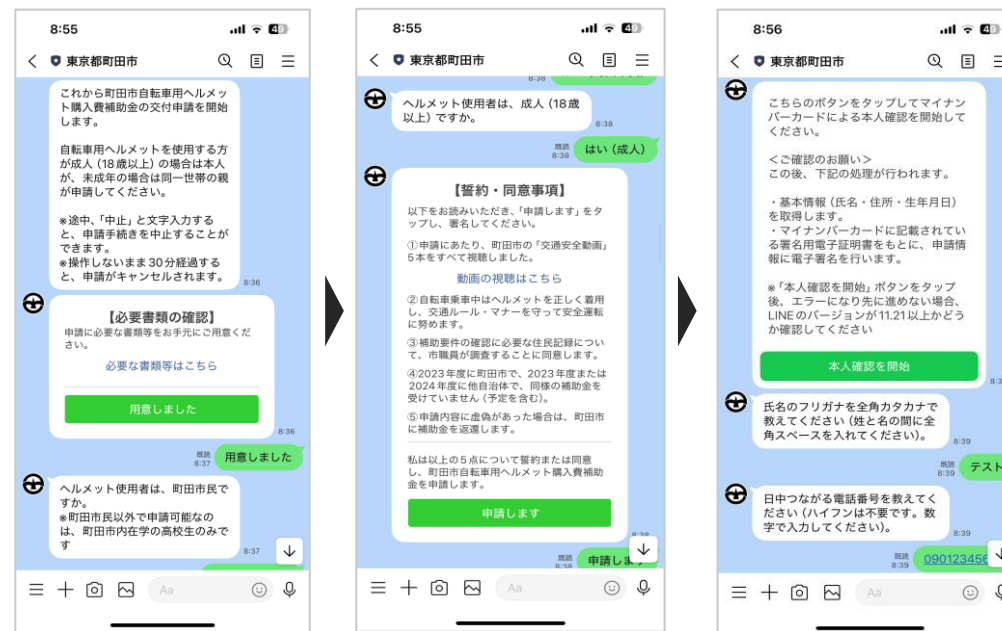 8:55
49
東京都町田市
これから町田市自転車用ヘルメッ
ト購入費補助金の交付申請を開始
します。
自転車用ヘルメットを使用する方
が成人（18歳以上）の場合は本人
が、未成年の場合は同一世帯の親
が申請してください。
※途中、「中止」と文字入力する
と、申請手続きを中止することが
できます。
※操作しないまま30分経過する
と、申請がキャンセルされます。
8:36
【必要書類の確認】
申請に必要な書類等をお手元にご用意くだ
さい。
必要な書類等はこちら
用意しました
8:36
既読
8:37
用意しました
ヘルメット使用者は、町田市民で
すか。
※町田市民以外で申請可能なの
は、町田市内在学の高校生のみで
す
8:37
Aa
8:55
49
東京都町田市
8:38
ヘルメット使用者は、成人（18歳
以上）ですか。
8:38
既読
8:38
はい（成人）
【誓約・同意事項】
以下をお読みいただき、「申請します」をタ
ップし、署名してください。
①申請にあたり、町田市の「交通安全動画」
5本をすべて視聴しました。
動画の視聴はこちら
②自転車乗車中はヘルメットを正しく着用
し、交通ルール・マナーを守って安全運転
に努めます。
③補助要件の確認に必要な住民記録につい
て、市職員が調査することに同意します。
④2023年度に町田市で、2023年度または
2024年度に他自治体で、同様の補助金を
受けていません（予定を含む）。
⑤申請内容に虚偽があった場合は、町田市
に補助金を返還します。
私は以上の5点について誓約または同意
し、町田市自転車用ヘルメット購入費補助
金を申請します。
申請します
8:38
既読
8:38
申請しま
Aa
8:56
49
東京都町田市
こちらのボタンをタップしてマイナン
バーカードによる本人確認を開始して
ください。
＜ご確認のお願い＞
この後、下記の処理が行われます。
・基本情報（氏名・住所・生年月日）
を取得します。
・マイナンバーカードに記載されてい
る署名用電子証明書をもとに、申請情
報に電子署名を行います。
※「本人確認を開始」ボタンをタップ
後、エラーになり先に進めない場合、
LINEのバージョンが11.21以上かどう
か確認してください
本人確認を開始
氏名のフリガナを全角カタカナで
教えてください（姓と名の間に全
角スペースを入れてください）。
8:39
既読
8:39
テスト
日中つながる電話番号を教えてく
ださい（ハイフンは不要です。数
字で入力してください）。
8:39
既読
8:39
090123456
Aa